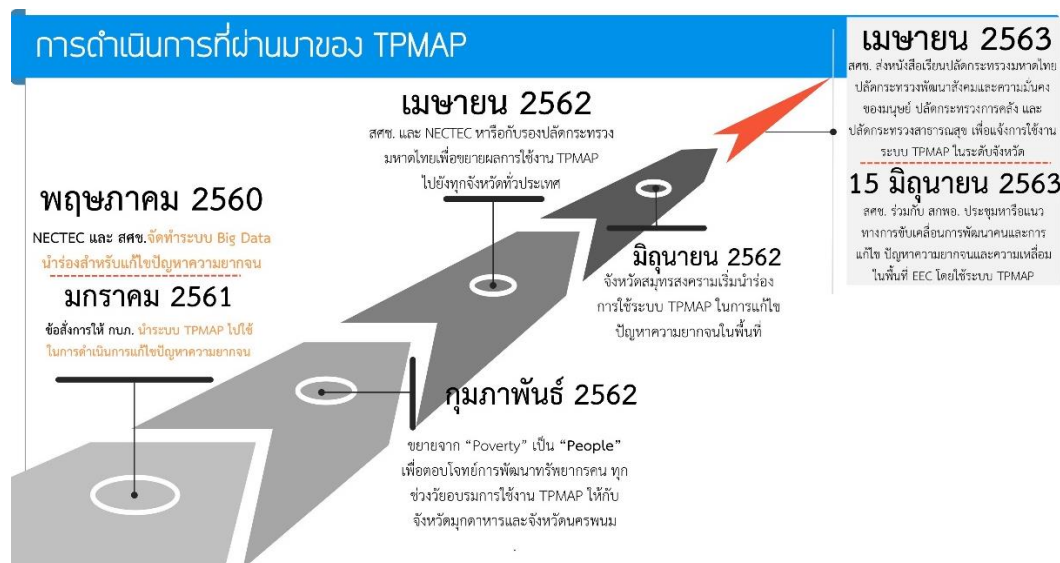 การดำเนินการที่ผ่านมาของ TPMAP
พฤษภาคม 2560
NECTEC และ สศช.จัดทำระบบ Big Data
นำร่องสำหรับแก้ไขปัญหาความยากจน
มกราคม 2561
ข้อสั่งการให้ กบภ. นำระบบ TPMAP ไปใช้
ในการดำเนินการแก้ไขปัญหาความยากจน
กุมภาพันธ์ 2562
ขยายจาก “Poverty” เป็น “People”
เพื่อตอบโจทย์การพัฒนาทรัพยากรคน ทุก
ช่วงวัยอบรมการใช้งาน TPMAP ให้กับ
จังหวัดมุกดาหารและจังหวัดนครพนม
.
เมษายน 2562
สศช. และ NECTEC หารือกับรองปลัดกระทรวง
มหาดไทยเพื่อขยายผลการใช้งาน TPMAP
ไปยังทุกจังหวัดทั่วประเทศ
มิถุนายน 2562
จังหวัดสมุทรสงครามเริ่มนำร่อง
การใช้ระบบ TPMAP ในการแก้ไข
ปัญหาความยากจนในพื้นที่
เมษายน 2563
สศช. ส่งหนังสือเรียนปลัดกระทรวงมหาดไทย
ปลัดกระทรวงพัฒนาสังคมและความมั่นคง
ของมนุษย์ ปลัดกระทรวงการคลัง และ
ปลัดกระทรวงสาธารณสุข เพื่อแจ้งการใช้งาน
ระบบ TPMAP ในระดับจังหวัด
15 มิถุนายน 2563
สศช. ร่วมกับ สกพอ. ประชุมหารือแนว
ทางการขับเคลื่อนการพัฒนาคนและการ
แก้ไข ปัญหาความยากจนและความเหลื่อม
ในพื้นที่ EEC โดยใช้ระบบ TPMAP